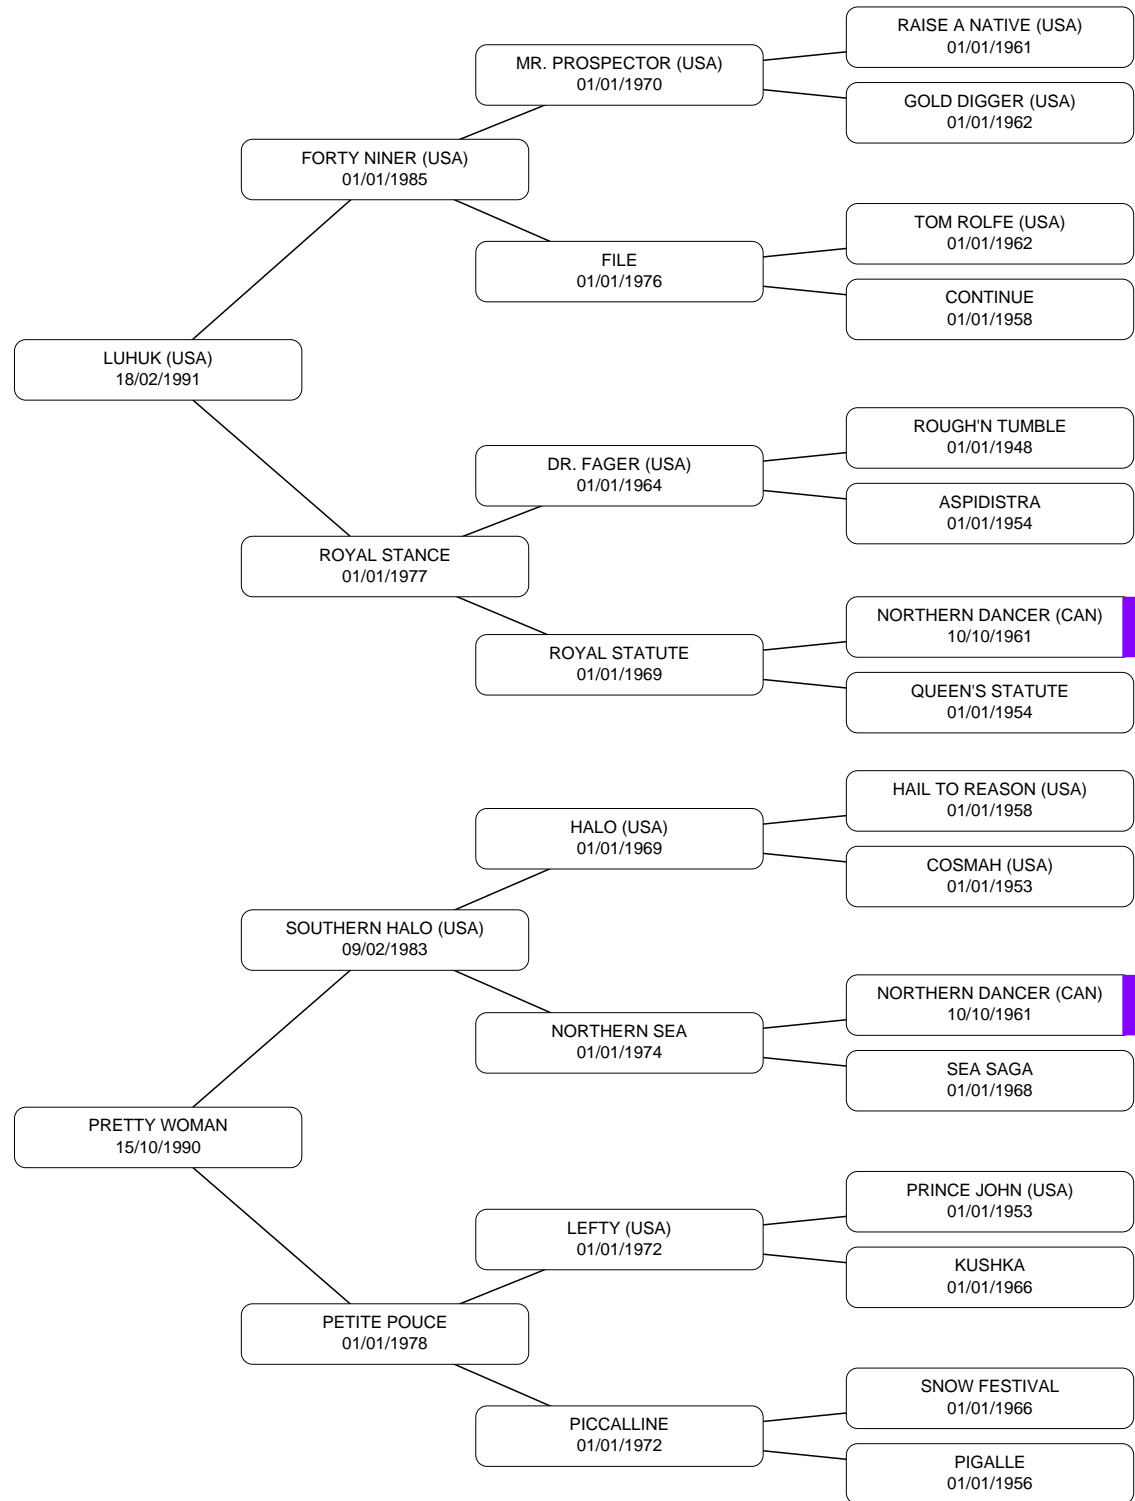 RAISE A NATIVE (USA)
01/01/1961
MR. PROSPECTOR (USA)
01/01/1970
GOLD DIGGER (USA)
01/01/1962
FORTY NINER (USA)
01/01/1985
TOM ROLFE (USA)
01/01/1962
FILE
01/01/1976
CONTINUE
01/01/1958
LUHUK (USA)
18/02/1991
ROUGH'N TUMBLE
01/01/1948
DR. FAGER (USA)
01/01/1964
ASPIDISTRA
01/01/1954
ROYAL STANCE
01/01/1977
NORTHERN DANCER (CAN)
10/10/1961
ROYAL STATUTE
01/01/1969
QUEEN'S STATUTE
01/01/1954
HAIL TO REASON (USA)
01/01/1958
HALO (USA)
01/01/1969
COSMAH (USA)
01/01/1953
SOUTHERN HALO (USA)
09/02/1983
NORTHERN DANCER (CAN)
10/10/1961
NORTHERN SEA
01/01/1974
SEA SAGA
01/01/1968
PRETTY WOMAN
15/10/1990
PRINCE JOHN (USA)
01/01/1953
LEFTY (USA)
01/01/1972
KUSHKA
01/01/1966
PETITE POUCE
01/01/1978
SNOW FESTIVAL
01/01/1966
PICCALLINE
01/01/1972
PIGALLE
01/01/1956